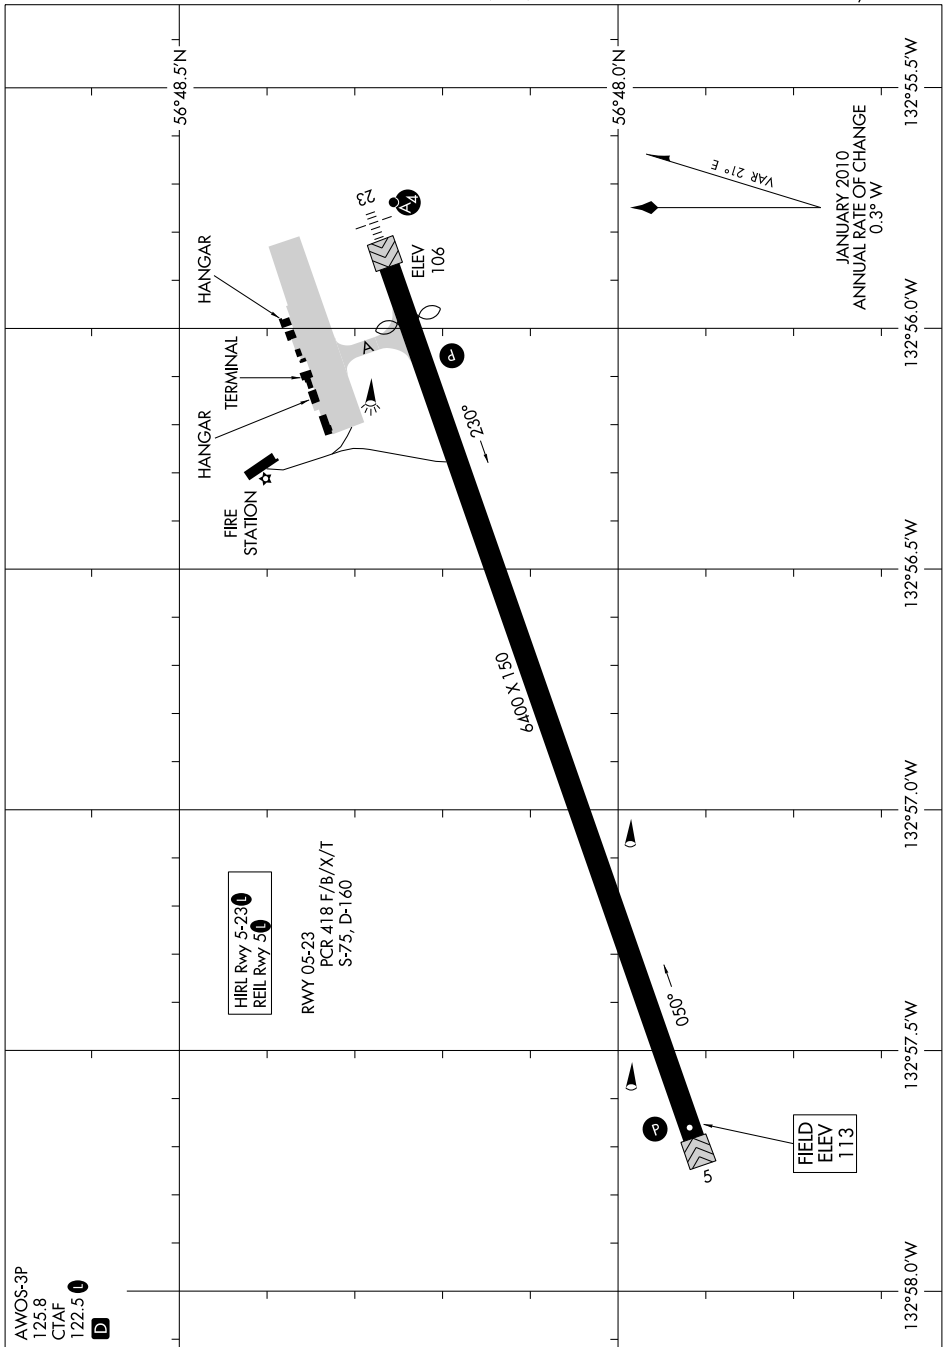 AWOS-3P
125.8
CTAF
122.5 L
D
HIRL Rwy 5-23 L
REIL Rwy 5 L
RWY 05-23
PCR 418 F/B/X/T
S-75, D-160
FIRE
STATION
HANGAR
TERMINAL
HANGAR
A
23
A4
ELEV
106
P
230°
6400 X 150
050°
P
5
FIELD
ELEV
113
VAR 21° E
JANUARY 2010
ANNUAL RATE OF CHANGE
0.3° W
56°48.5'N
56°48.0'N
132°58.0'W
132°57.5'W
132°57.0'W
132°56.5'W
132°56.0'W
132°55.5'W